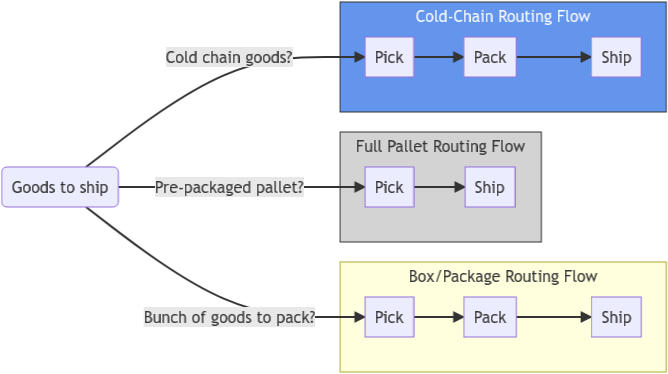 Cold-Chain Routing Flow
Cold chain goods?
Pick
Pack
Ship
Full Pallet Routing Flow
Goods to ship
Pre-packaged pallet?
Pick
Ship
Box/Package Routing Flow
Bunch of goods to pack?
Pick
Pack
Ship